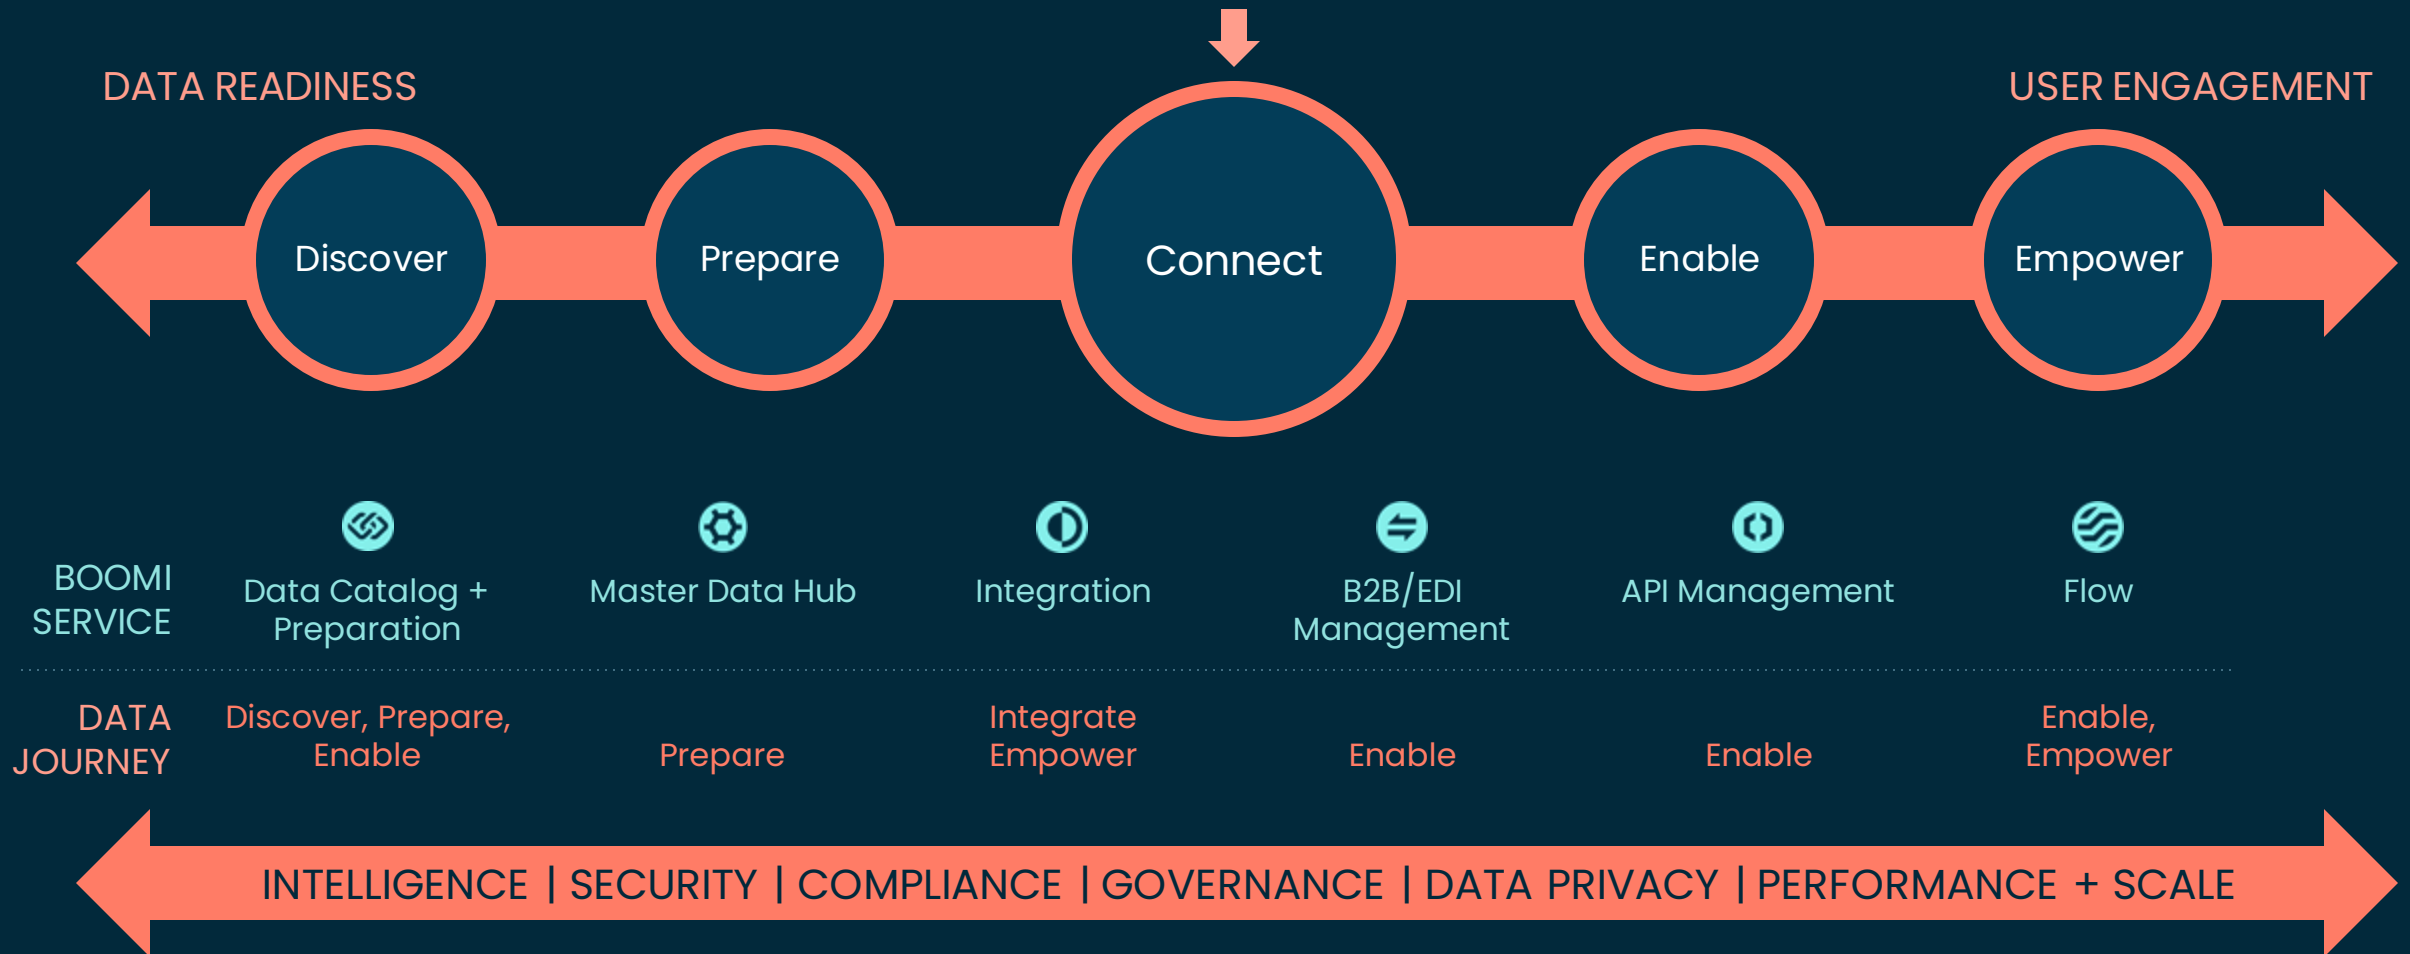 DATA READINESS
USER ENGAGEMENT
Discover
Prepare
Connect
Enable
Empower
BOOMI
SERVICE
Data Catalog +
Preparation
Master Data Hub
Integration
B2B/EDI
Management
API Management
Flow
DATA
JOURNEY
Discover, Prepare,
Enable
Prepare
Integrate
Empower
Enable
Enable
Enable,
Empower
INTELLIGENCE | SECURITY | COMPLIANCE | GOVERNANCE | DATA PRIVACY | PERFORMANCE + SCALE